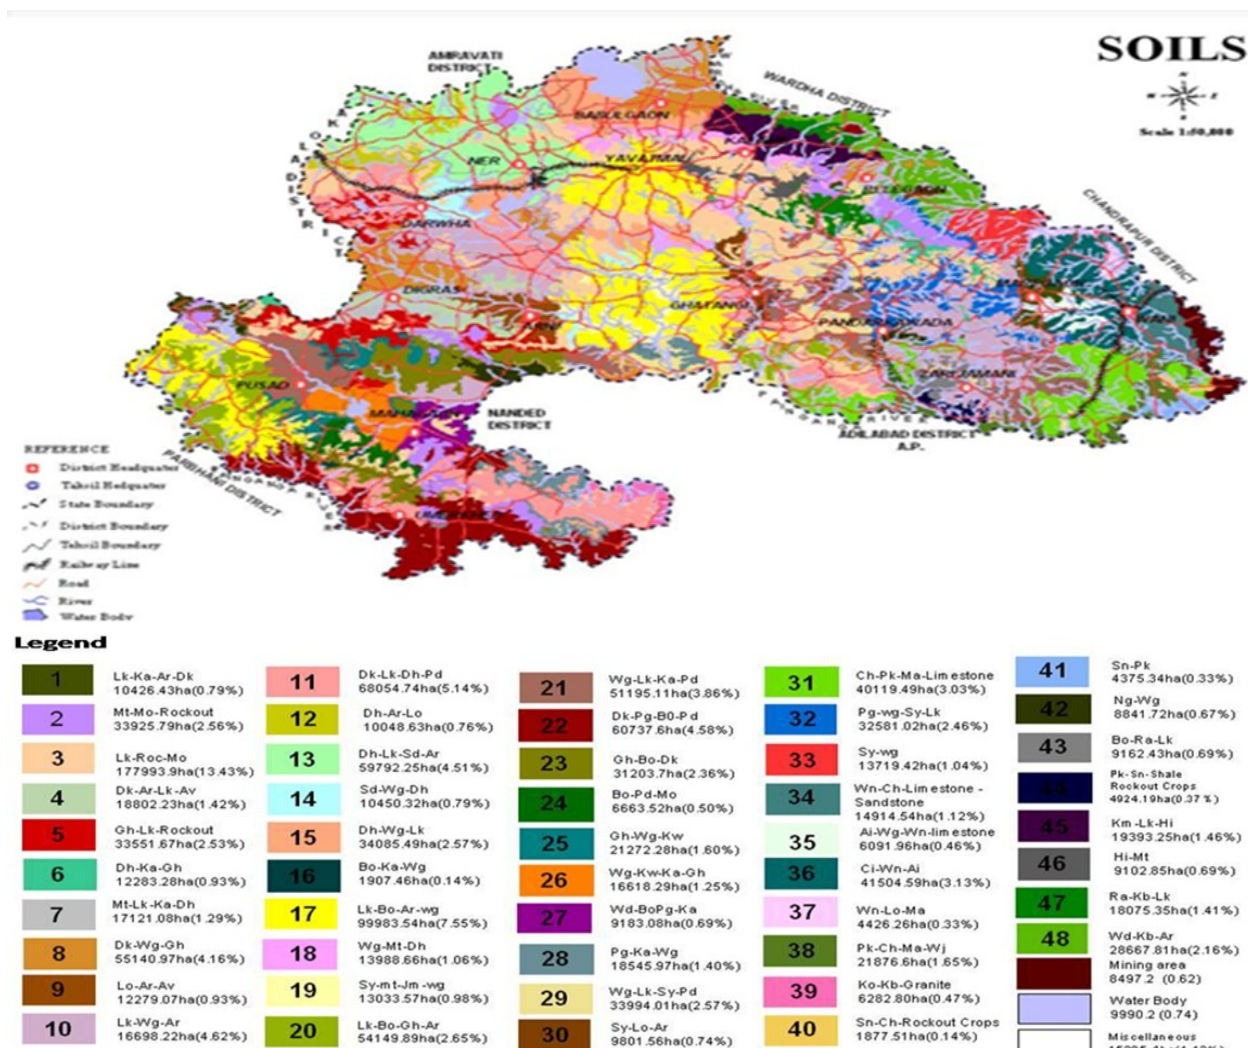 SOILS
Scale 1:50,000
AMRAVATI
DISTRICT
WARDHA DISTRICT
CHANDRAPUR DISTRICT
BABULGAON
NER
YAVATMAL
RELEGAON
DARWHA
DIGRAS
GHATANGI
PANDARKAWADA
ZARIJAMANI
PUSAD
NANDED
DISTRICT
ADILABAD DISTRICT
A.P.
PARBHANI DISTRICT
REFERENCE
District Headquater
Tahsil Hedquater
State Boundary
District Boundary
Tehsil Boundary
Railway Line
Road
River
Water Body
Legend
1 Lk-Ka-Ar-Dk
10426.43ha(0.79%)
2 Mt-Mo-Rockout
33925.79ha(2.56%)
3 Lk-Roc-Mo
177993.9ha(13.43%)
4 Dk-Ar-Lk-Av
18802.23ha(1.42%)
5 Gh-Lk-Rockout
33551.67ha(2.53%)
6 Dh-Ka-Gh
12283.28ha(0.93%)
7 Mt-Lk-Ka-Dh
17121.08ha(1.29%)
8 Dk-Wg-Gh
55140.97ha(4.16%)
9 Lo-Ar-Av
12279.07ha(0.93%)
10 Lk-Wg-Ar
16698.22ha(4.62%)
11 Dk-Lk-Dh-Pd
68054.74ha(5.14%)
12 Dh-Ar-Lo
10048.63ha(0.76%)
13 Dh-Lk-Sd-Ar
59792.25ha(4.51%)
14 Sd-Wg-Dh
10450.32ha(0.79%)
15 Dh-Wg-Lk
34085.49ha(2.57%)
16 Bo-Ka-Wg
1907.46ha(0.14%)
17 Lk-Bo-Ar-wg
99983.54ha(7.55%)
18 Wg-Mt-Dh
13988.66ha(1.06%)
19 Sy-mt-Jm-wg
13033.57ha(0.98%)
20 Lk-Bo-Gh-Ar
54149.89ha(2.65%)
21 Wg-Lk-Ka-Pd
51195.11ha(3.86%)
22 Dk-Pg-B0-Pd
60737.6ha(4.58%)
23 Gh-Bo-Dk
31203.7ha(2.36%)
24 Bo-Pd-Mo
6663.52ha(0.50%)
25 Gh-Wg-Kw
21272.28ha(1.60%)
26 Wg-Kw-Ka-Gh
16618.29ha(1.25%)
27 Wd-BoPg-Ka
9183.08ha(0.69%)
28 Pg-Ka-Wg
18545.97ha(1.40%)
29 Wg-Lk-Sy-Pd
33994.01ha(2.57%)
30 Sy-Lo-Ar
9801.56ha(0.74%)
31 Ch-Pk-Ma-Limestone
40119.49ha(3.03%)
32 Pg-wg-Sy-Lk
32581.02ha(2.46%)
33 Sy-wg
13719.42ha(1.04%)
34 Wn-Ch-Limestone -
Sandstone
14914.54ha(1.12%)
35 Ai-Wg-Wn-limestone
6091.96ha(0.46%)
36 Ci-Wn-Ai
41504.59ha(3.13%)
37 Wn-Lo-Ma
4426.26ha(0.33%)
38 Pk-Ch-Ma-Wj
21876.6ha(1.65%)
39 Ko-Kb-Granite
6282.80ha(0.47%)
40 Sn-Ch-Rockout Crops
1877.51ha(0.14%)
41 Sn-Pk
4375.34ha(0.33%)
42 Ng-Wg
8841.72ha(0.67%)
43 Bo-Ra-Lk
9162.43ha(0.69%)
44 Pk-Sn-Shale
Rockout Crops
4924.19ha(0.37 %)
45 Km-Lk-Hi
19393.25ha(1.46%)
46 Hi-Mt
9102.85ha(0.69%)
47 Ra-Kb-Lk
18075.35ha(1.41%)
48 Wd-Kb-Ar
28667.81ha(2.16%)
Mining area
8497.2 (0.62)
Water Body
9990.2 (0.74)
Miscellaneous